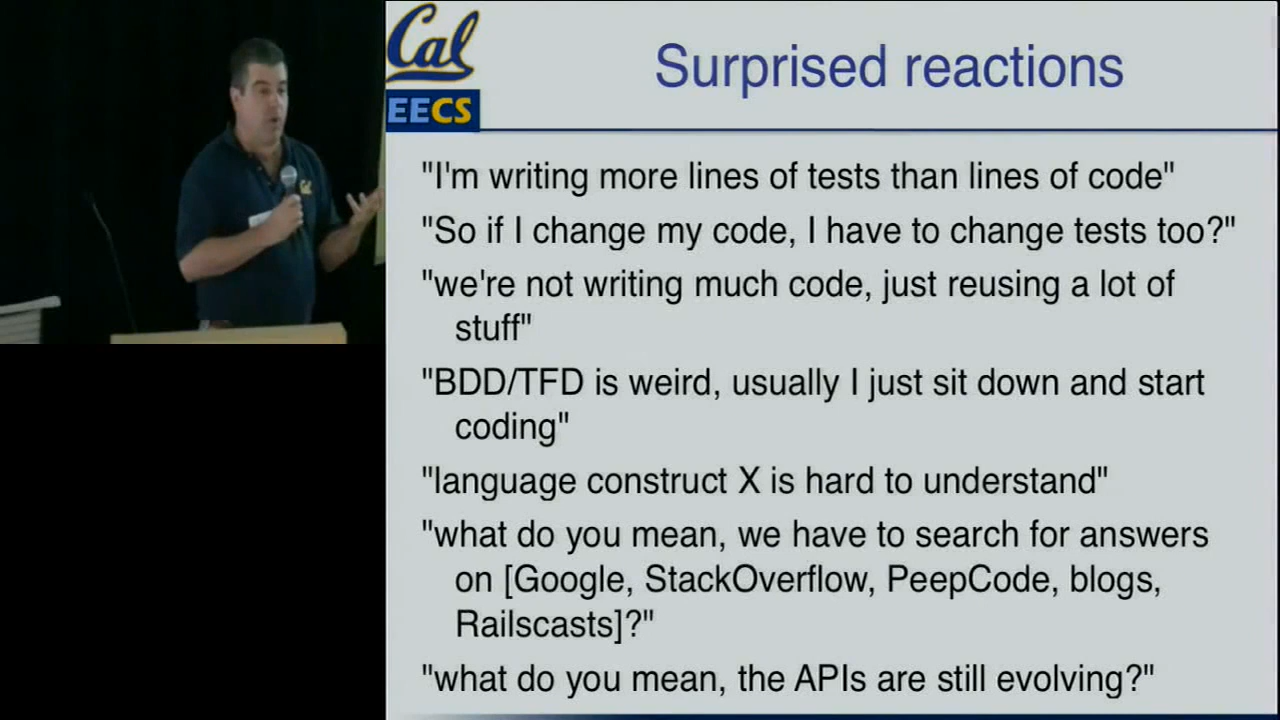 Cal
EECS
Surprised reactions
"I'm writing more lines of tests than lines of code"
"So if I change my code, I have to change tests too?"
"we're not writing much code, just reusing a lot of
stuff"
"BDD/TFD is weird, usually I just sit down and start
coding"
"language construct X is hard to understand"
"what do you mean, we have to search for answers
on [Google, StackOverflow, PeepCode, blogs,
Railscasts]?"
"what do you mean, the APIs are still evolving?"
Cal